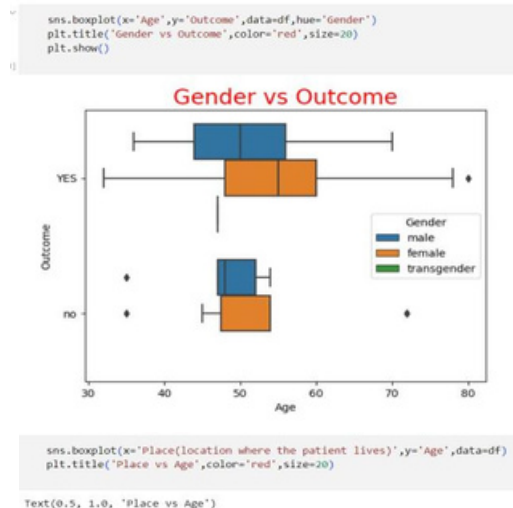 sns.boxplot(x='Age',y='Outcome',data=df,hue='Gender')
plt.title('Gender vs Outcome',color='red',size=20)
plt.show()
Gender vs Outcome
YES
no
Outcome
Gender
male
female
transgender
30 40 50 60 70 80
Age
sns.boxplot(x='Place(location where the patient lives)',y='Age',data=df)
plt.title('Place vs Age',color='red',size=20)
Text(0.5, 1.0, 'Place vs Age')